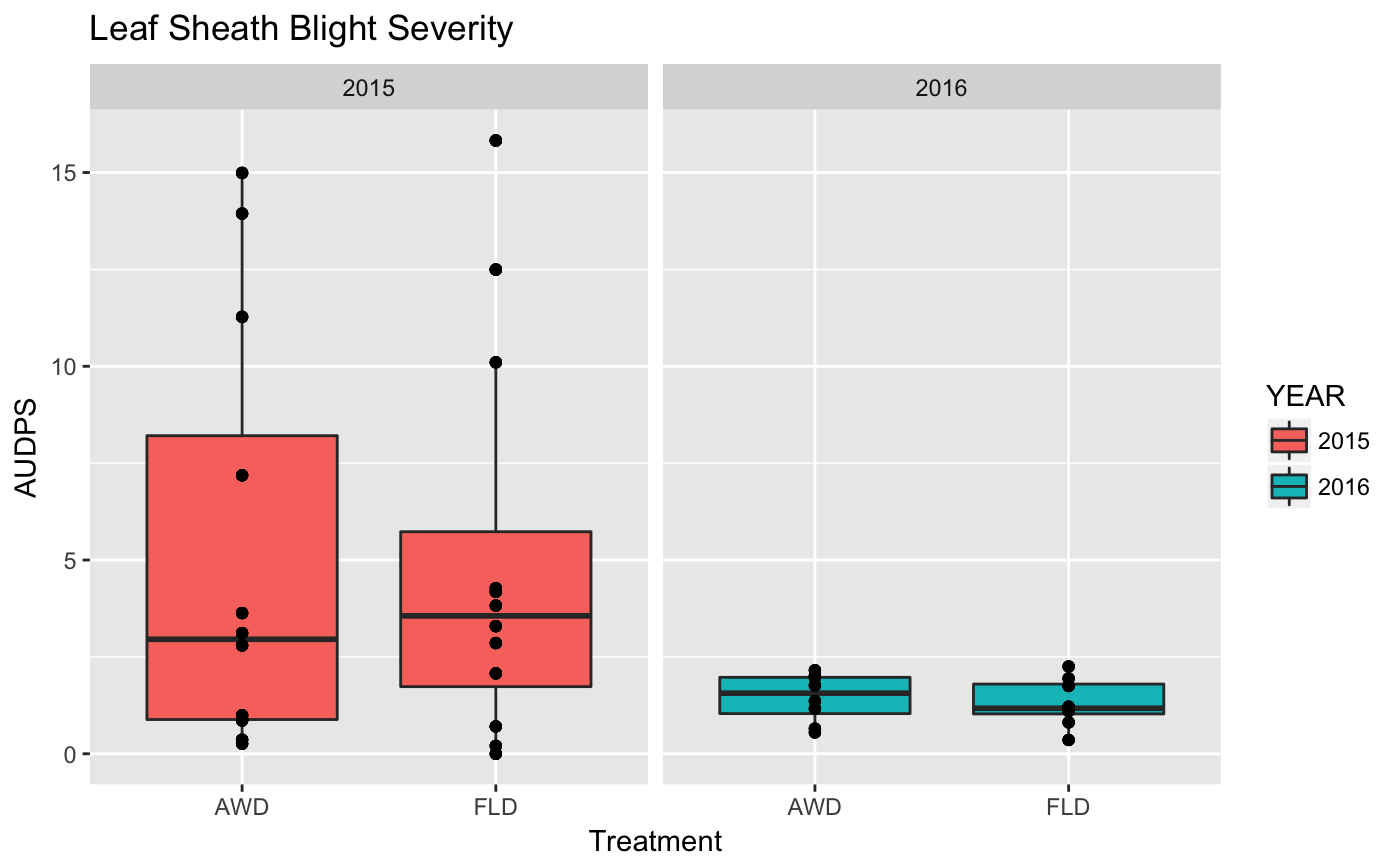 Leaf Sheath Blight Severity
2015
2016
15
10
5
0
AUDPS
AWD
FLD
AWD
FLD
Treatment
YEAR
2015
2016